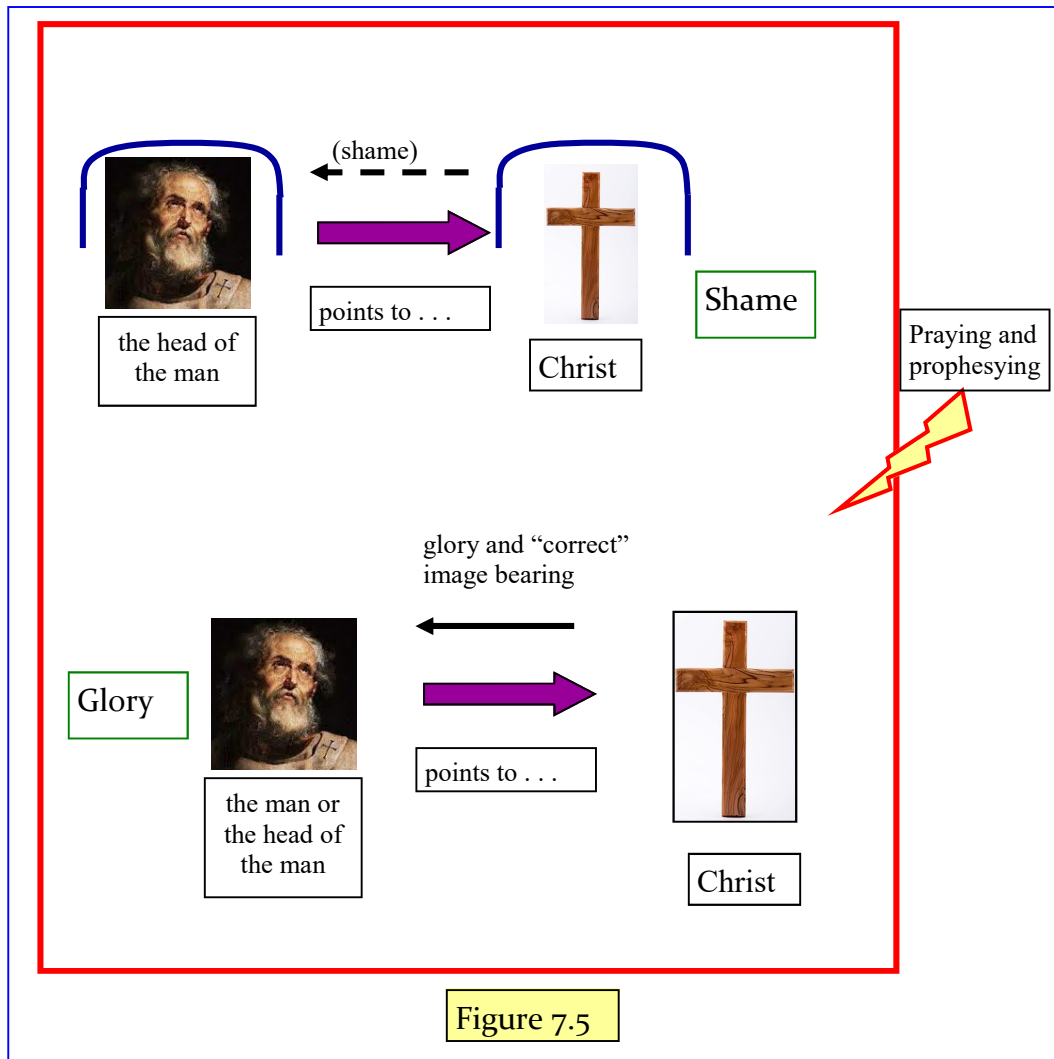 (shame)
points to . . .
the head of
the man
Christ
Shame
Praying and
prophesying
glory and “correct”
image bearing
Glory
points to . . .
the man or
the head of
the man
Christ
Figure 7.5